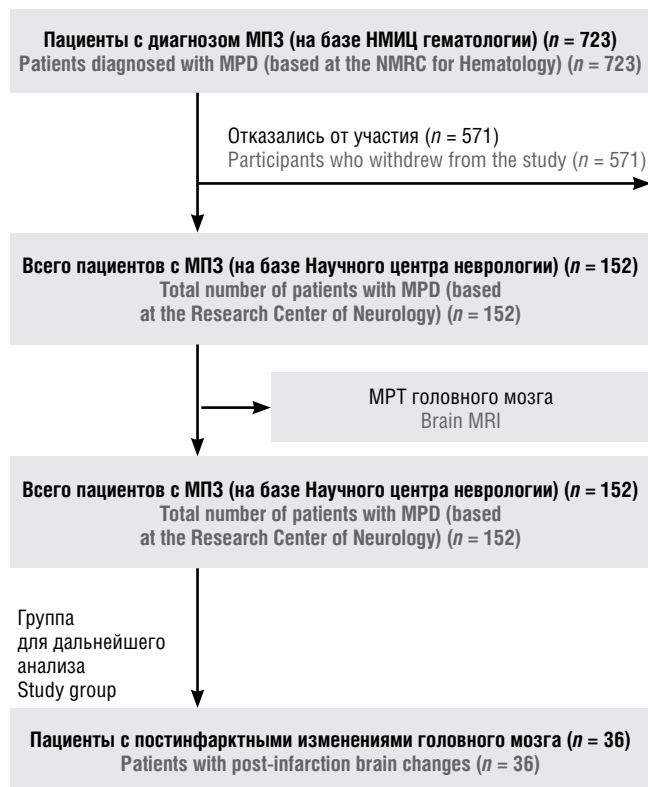 Пациенты с диагнозом МПЗ (на базе НМИЦ гематологии) (n = 723)
Patients diagnosed with MPD (based at the NMRC for Hematology) (n = 723)
Отказались от участия (n = 571)
Participants who withdrew from the study (n = 571)
Всего пациентов с МПЗ (на базе Научного центра неврологии) (n = 152)
Total number of patients with MPD (based
at the Research Center of Neurology) (n = 152)
МРТ головного мозга
Brain MRI
Всего пациентов с МПЗ (на базе Научного центра неврологии) (n = 152)
Total number of patients with MPD (based
at the Research Center of Neurology) (n = 152)
Группа
для дальнейшего
анализа
Study group
Пациенты с постинфарктными изменениями головного мозга (n = 36)
Patients with post-infarction brain changes (n = 36)